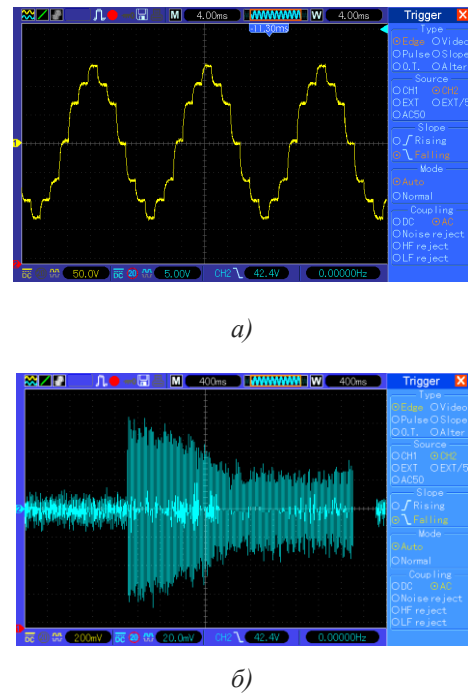 M 4.00ms W 4.00ms Trigger
-11.30ms
Type
Edge Video
Pulse Slope
O.T. Alter
Source
CH1 CH2
EXT EXT/5
AC50
Slope
Rising
Falling
Mode
Auto
Normal
Coupling
DC AC
Noise reject
HF reject
LF reject
DC 50.0V DC 20 5.00V CH2 42.4V 0.00000Hz
а)
M 400ms W 400ms Trigger
Type
Edge Video
Pulse Slope
O.T. Alter
Source
CH1 CH2
EXT EXT/5
AC50
Slope
Rising
Falling
Mode
Auto
Normal
Coupling
DC AC
Noise reject
HF reject
LF reject
DC 200mV DC 20 20.0mV CH2 42.4V 0.00000Hz
б)